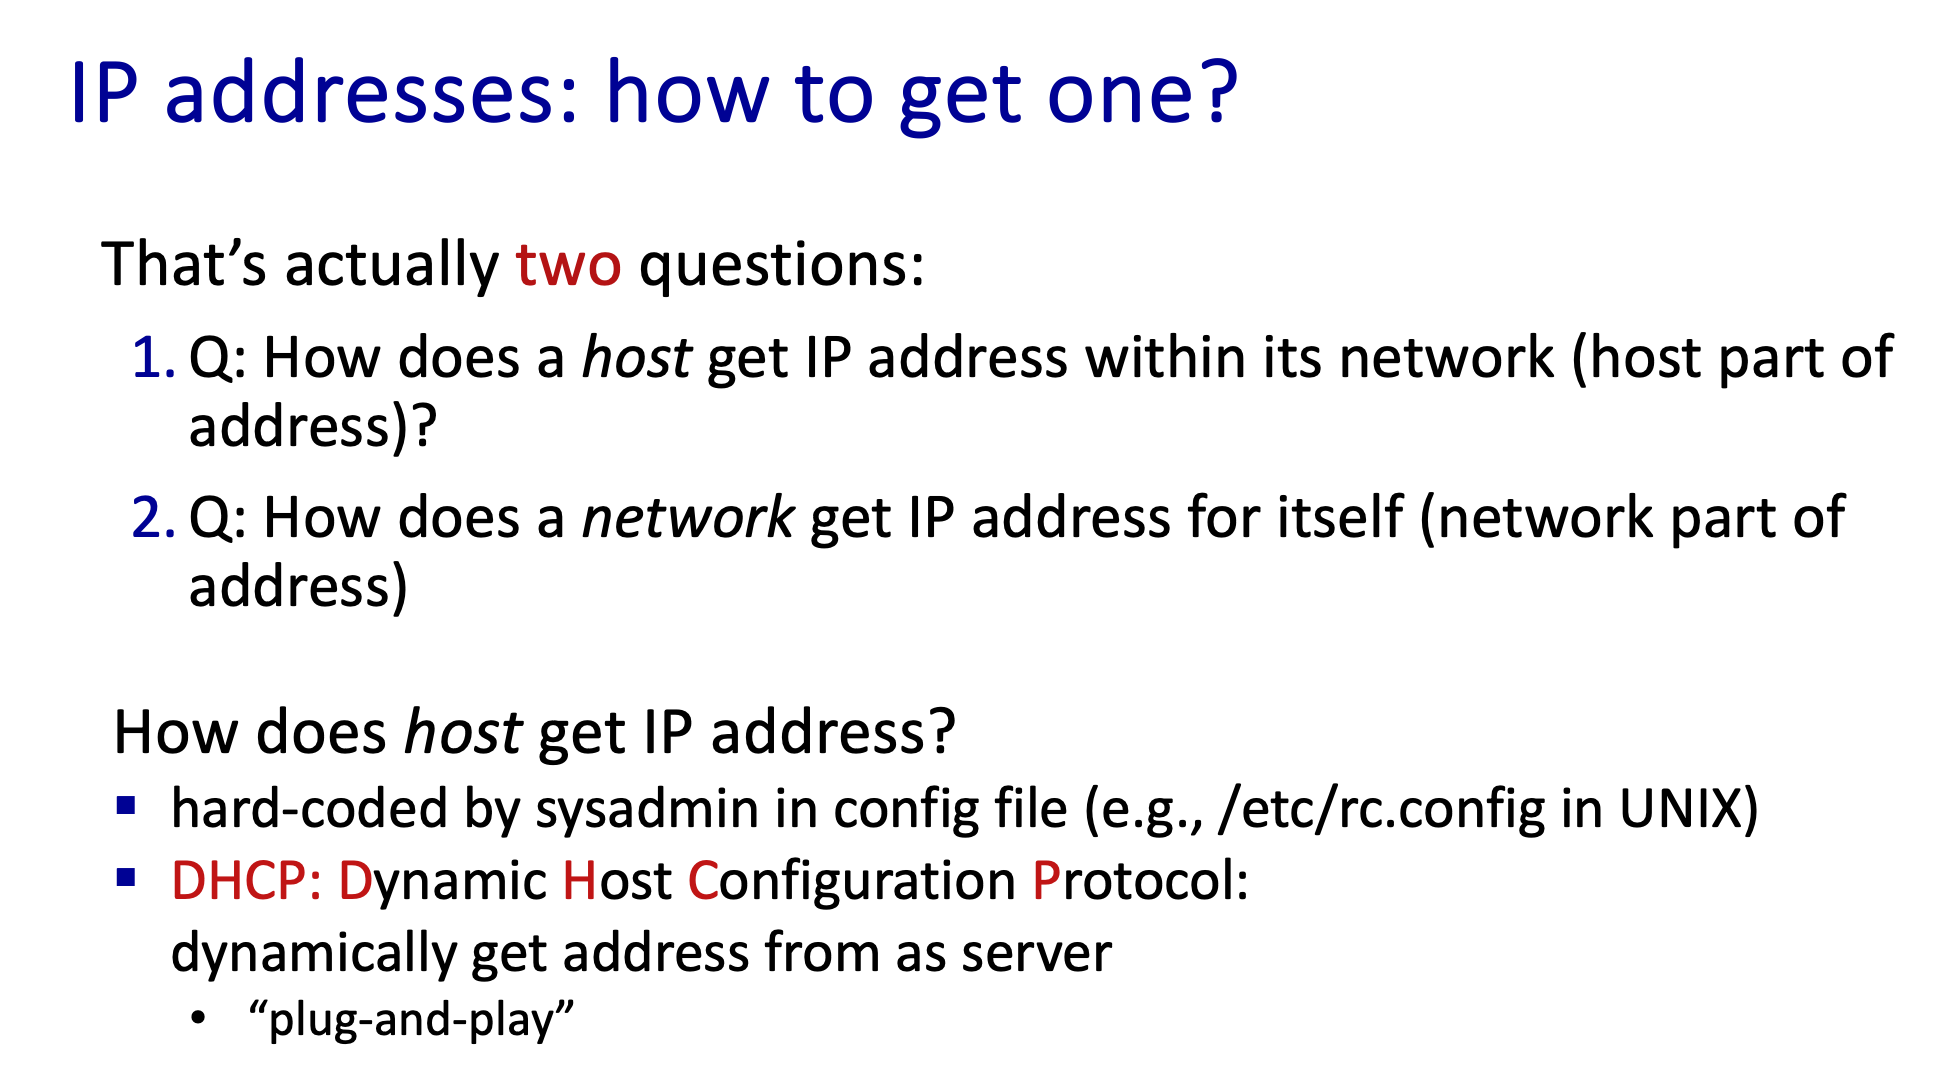 IP addresses: how to get one?
That’s actually two questions:
1. Q: How does a host get IP address within its network (host part of
address)?
2. Q: How does a network get IP address for itself (network part of
address)
How does host get IP address?
▪ hard-coded by sysadmin in config file (e.g., /etc/rc.config in UNIX)
▪ DHCP: Dynamic Host Configuration Protocol:
dynamically get address from as server
• “plug-and-play”